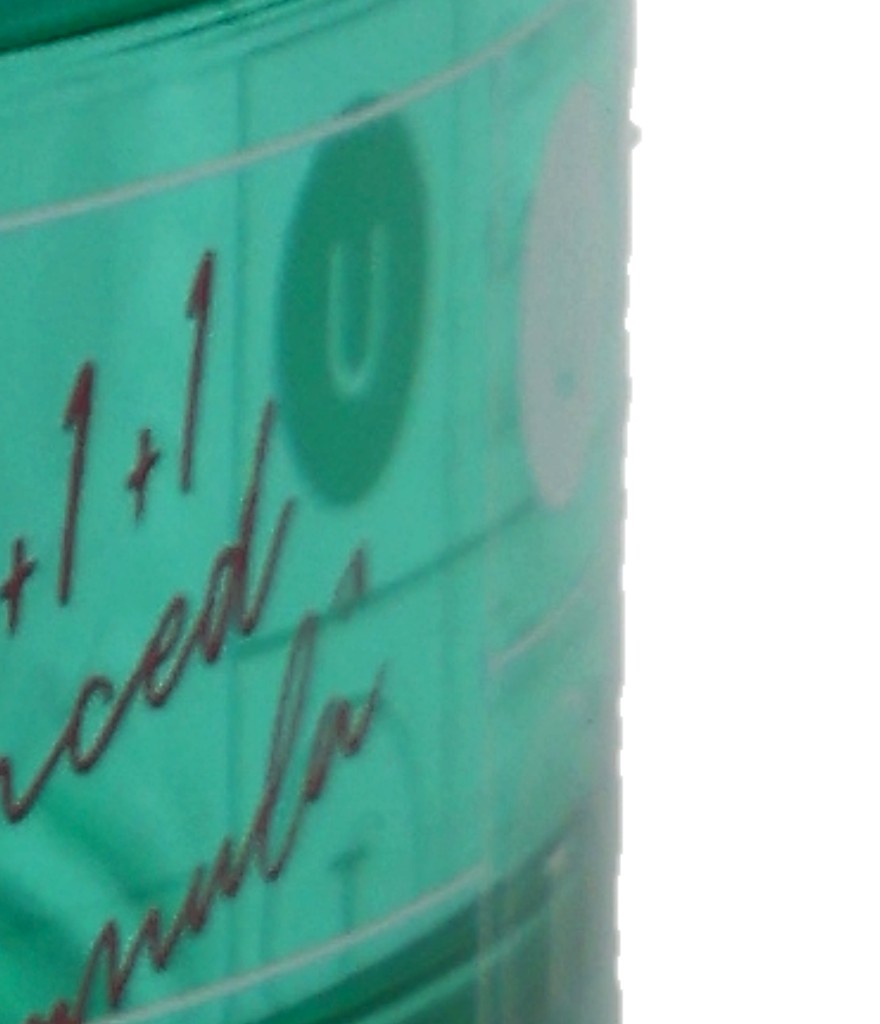 +1+1
nced
mula
U